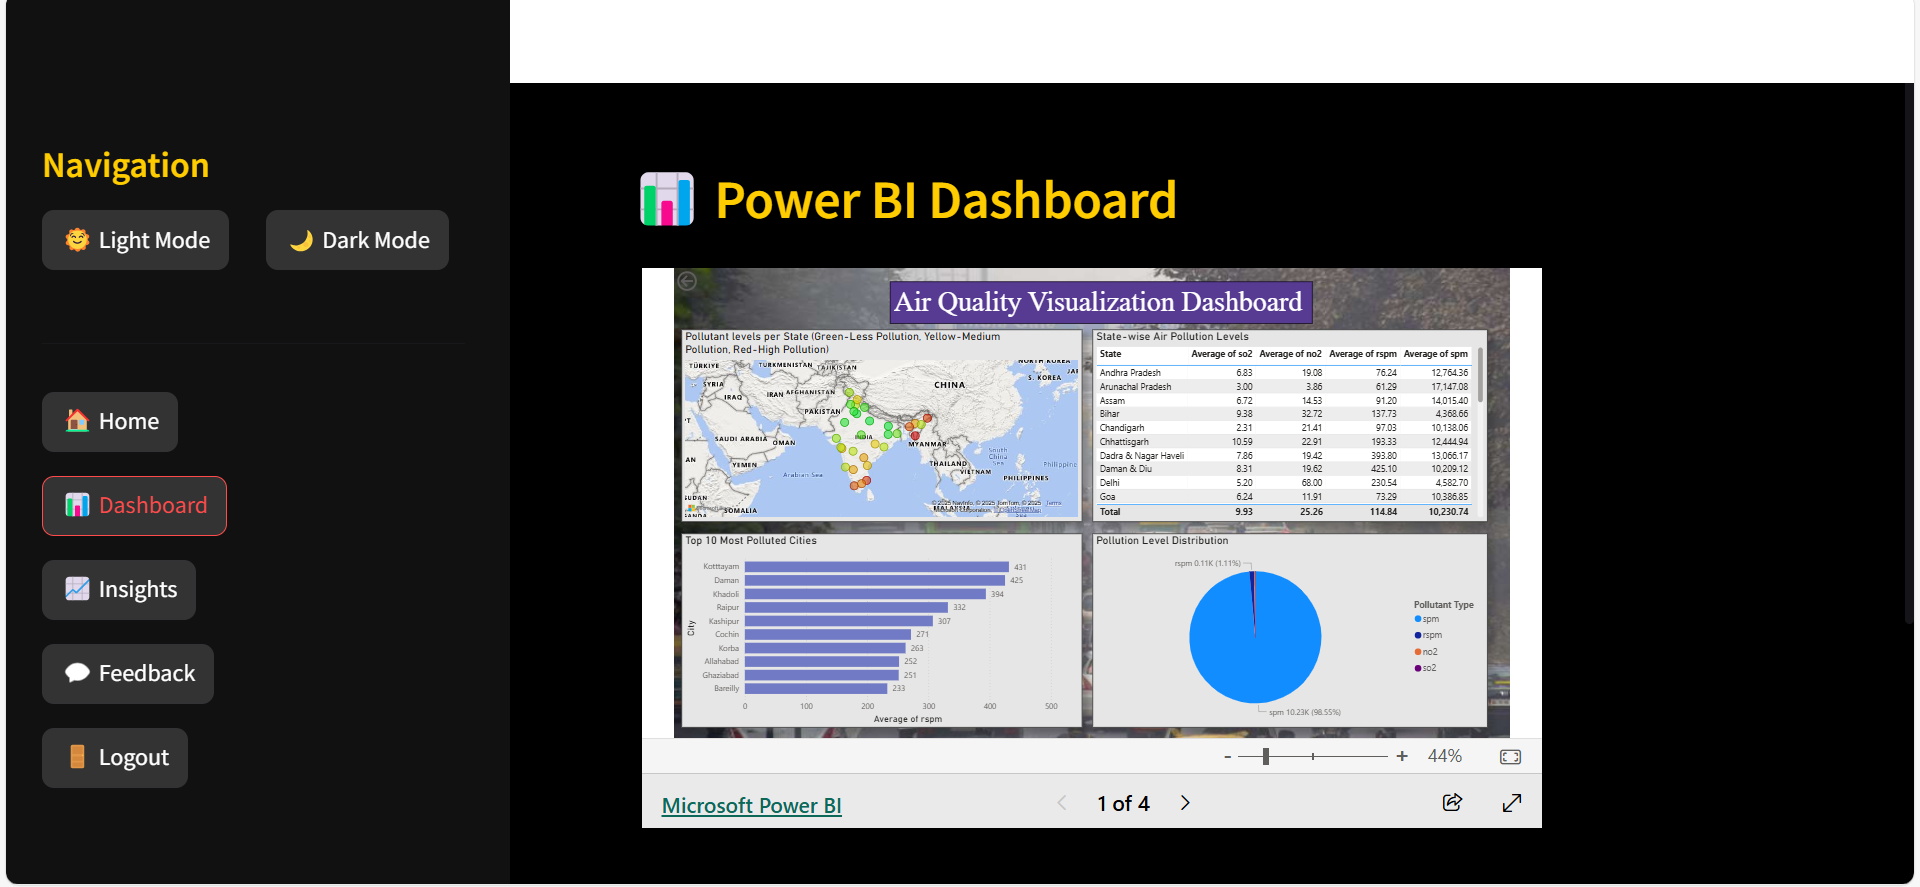 Navigation
Light Mode
Dark Mode
Home
Dashboard
Insights
Feedback
Logout
Power BI Dashboard
Air Quality Visualization Dashboard
Pollutant levels per State (Green-Less Pollution, Yellow-Medium
Pollution, Red-High Pollution)
TÜRKIYE
TURKMENISTAN
TAJIKISTAN
NORTH KOREA
SYRIA
CHINA
S. KOREA
IRAQ
IRAN
AFGHANISTAN
PAKISTAN
INDIA
SAUDI ARABIA
OMAN
MYANMAR
YEMEN
Arabian Sea
THAILAND
South
China
Sea
VIETNAM
Philippine
PHILIPPINES
SUDAN
SOMALIA
MALAYSIA
© 2025 NavInfo, © 2025 TomTom, © 2025
Terms
State-wise Air Pollution Levels
State Average of so2 Average of no2 Average of rspm Average of spm
Andhra Pradesh 6.83 19.08 76.24 12,764.36
Arunachal Pradesh 3.00 3.86 61.29 17,147.08
Assam 6.72 14.53 91.20 14,015.40
Bihar 9.38 32.72 137.73 4,368.66
Chandigarh 2.31 21.41 97.03 10,138.06
Chhattisgarh 10.59 22.91 193.33 12,444.94
Dadra & Nagar Haveli 7.86 19.42 393.80 13,066.17
Daman & Diu 8.31 19.62 425.10 10,209.12
Delhi 5.20 68.00 230.54 4,582.70
Goa 6.24 11.91 73.29 10,386.85
Total 9.93 25.26 114.84 10,230.74
Top 10 Most Polluted Cities
City
Kotttayam 431
Daman 425
Khadoli 394
Raipur 332
Kashipur 307
Cochin 271
Korba 263
Allahabad 252
Ghaziabad 251
Bareilly 233
0 100 200 300 400 500
Average of rspm
Pollution Level Distribution
rspm 0.11K (1.11%)
spm 10.23K (98.55%)
Pollutant Type
spm
rspm
no2
so2
- + 44%
Microsoft Power BI
1 of 4